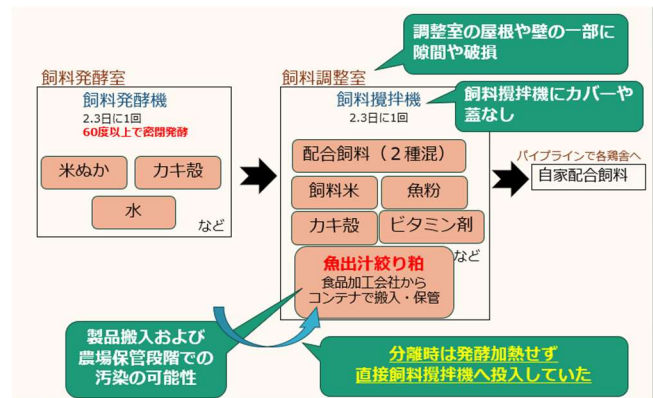 調整室の屋根や壁の一部に
隙間や破損
飼料発酵室
飼料発酵機
2.3日に1回
60度以上で密閉発酵
米ぬか
カキ殻
水
など
飼料調整室
飼料攪拌機
2.3日に1回
飼料攪拌機にカバーや
蓋なし
配合飼料(2種混)
飼料米
魚粉
カキ殻
ビタミン剤
など
魚出汁絞り粕
食品加工会社から
コンテナで搬入・保管
パイプラインで各鶏舎へ
自家配合飼料
製品搬入および
農場保管段階での
汚染の可能性
分離時は発酵加熱せず
直接飼料攪拌機へ投入していた